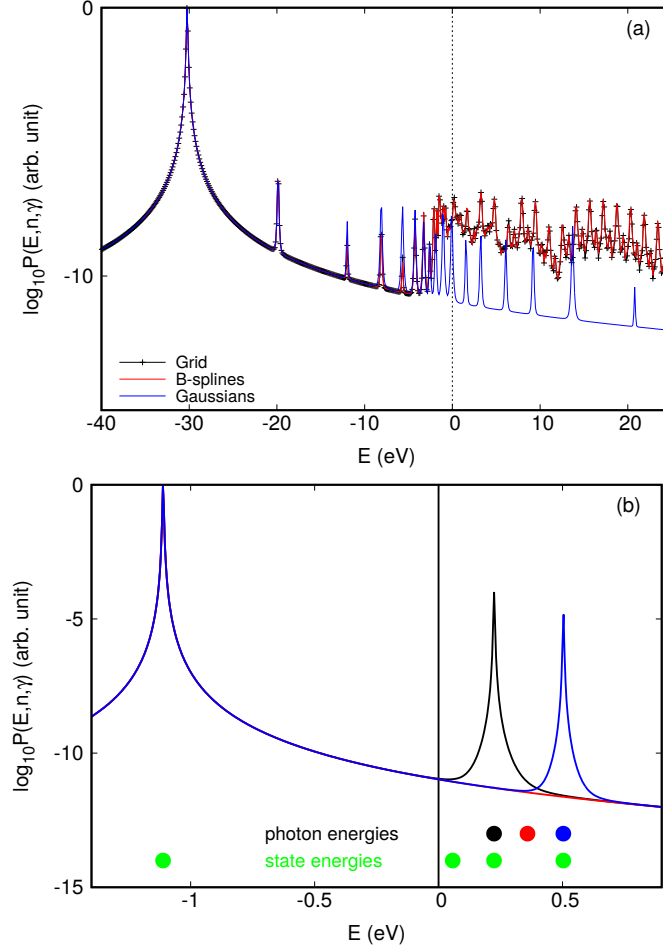 (a)
0
-10
log10P(E,n,γ) (arb. unit)
Grid
B-splines
Gaussians
-40 -30 -20 -10 0 10 20
E (eV)
(b)
0
-5
-10
-15
log10P(E,n,γ) (arb. unit)
photon energies
state energies
-1 -0.5 0 0.5
E (eV)